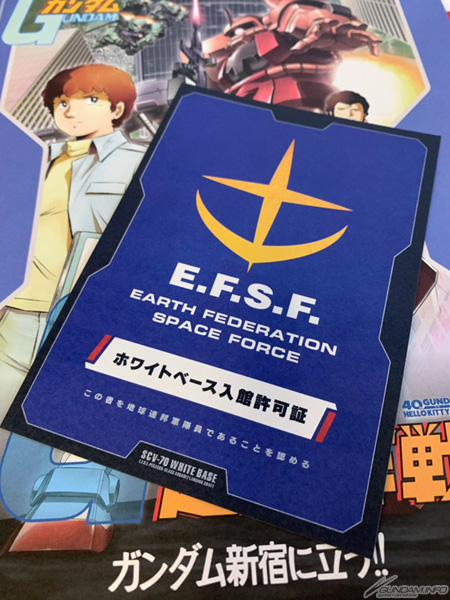 ガンダム
GUNDAM
E.F.S.F.
EARTH FEDERATION
SPACE FORCE
ホワイトベース入館許可証
この者を地球連邦軍隊員であることを認める
SCV-70 WHITE BASE
40 GUND
HELLO KITTY
戦
ガンダム新宿に立つ!!
GUNDAM.INFO